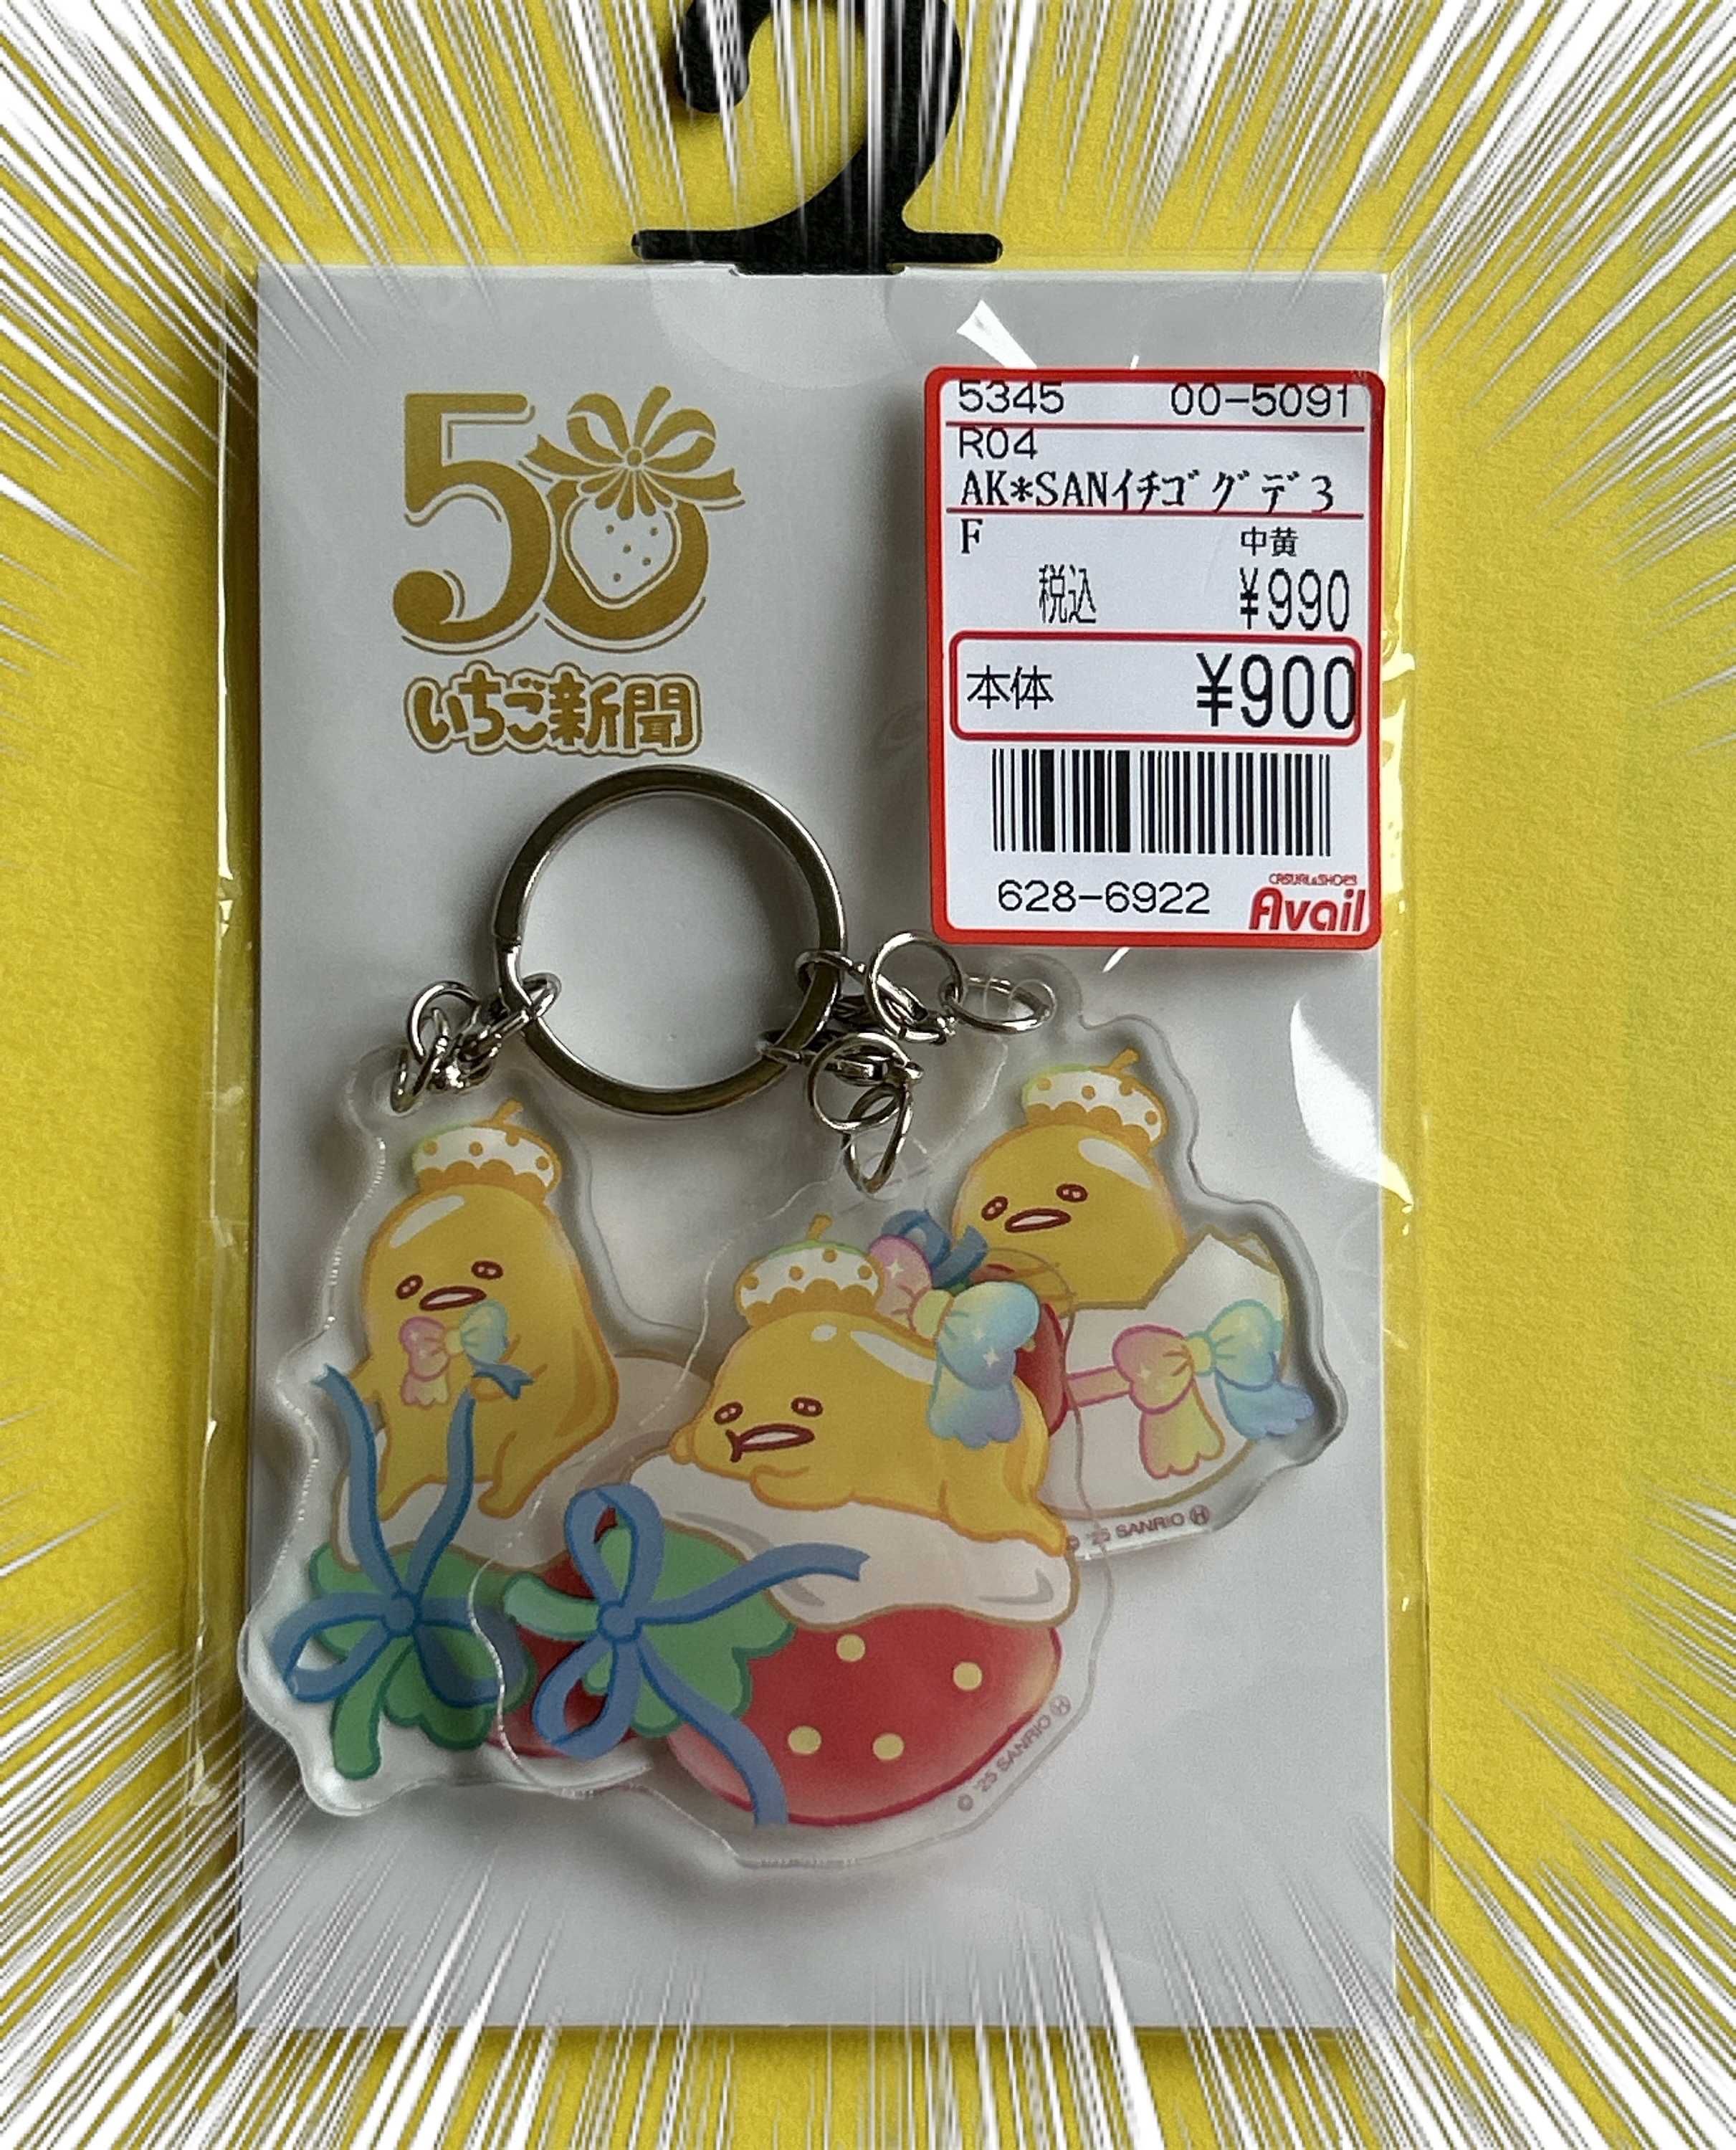 50
いちご新聞
5345 00-5091
R04
AK*SANイチゴグデ3
F 中黄
税込 ¥990
本体 ¥900
628-6922
CASUAL&SHOES
Avail
© '25 SANRIO Ⓗ
© '25 SANRIO Ⓗ